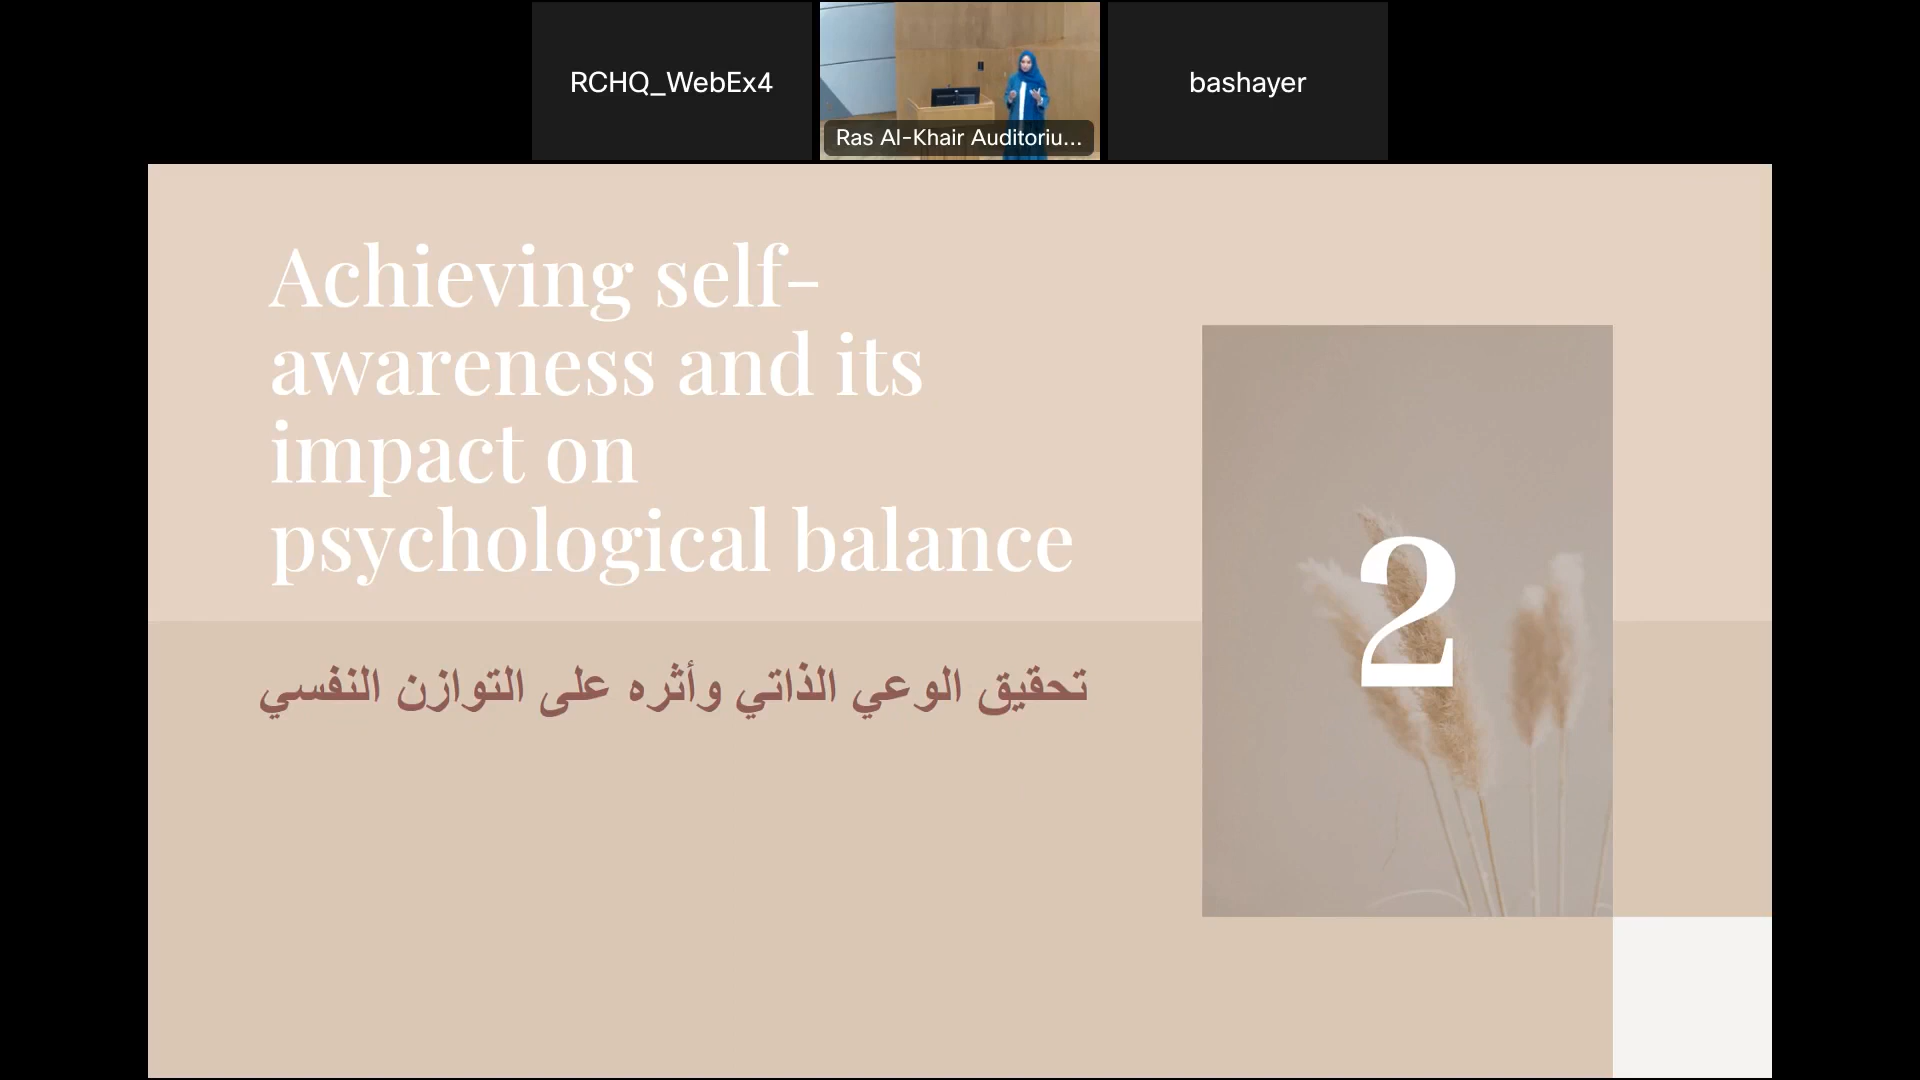 RCHQ_WebEx4
Ras Al-Khair Auditoriu...
bashayer
Achieving self-
awareness and its
impact on
psychological balance
2
تحقيق الوعي الذاتي وأثره على التوازن النفسي